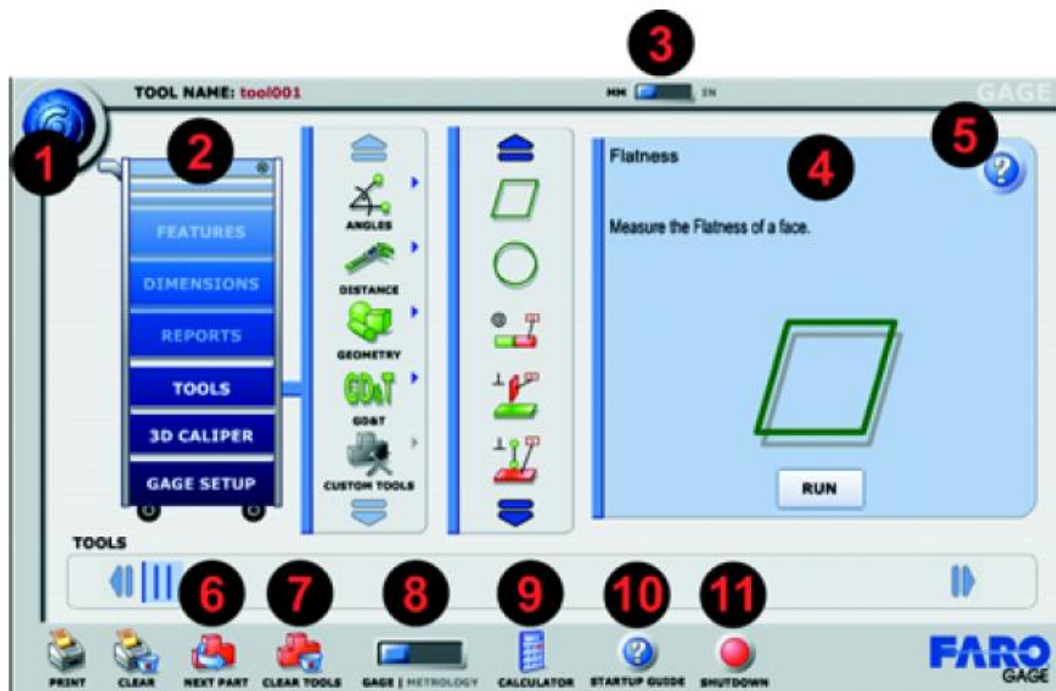 3
TOOL NAME: tool001
MM IN
GAGE
1
2
4
5
Flatness
Measure the Flatness of a face.
FEATURES
DIMENSIONS
REPORTS
TOOLS
3D CALIPER
GAGE SETUP
ANGLES
DISTANCE
GEOMETRY
GD&T
GD&T
CUSTOM TOOLS
RUN
TOOLS
6
7
8
9
10
11
PRINT
CLEAR
NEXT PART
CLEAR TOOLS
GAGE | METROLOGY
CALCULATOR
STARTUP GUIDE
SHUTDOWN
FARO
GAGE